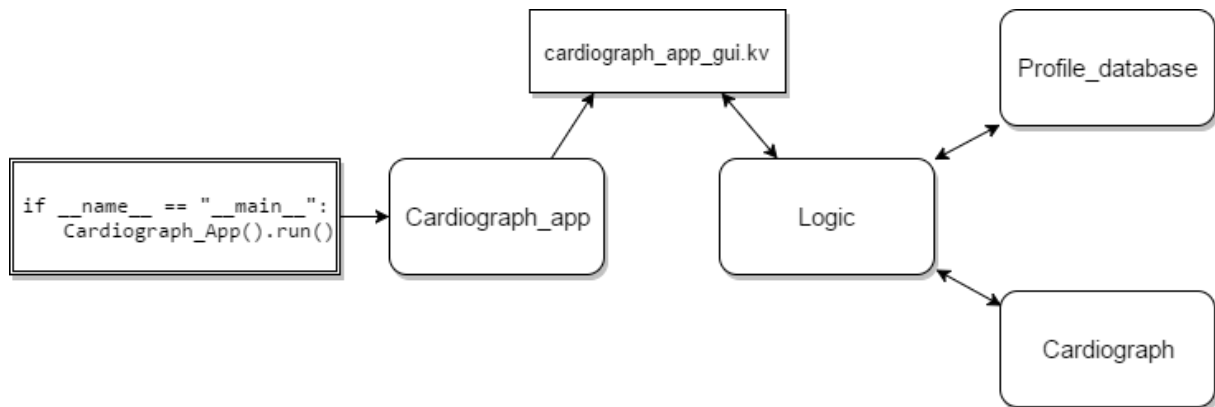 cardiograph_app_gui.kv
Profile_database
if __name__ == "__main__":
Cardiograph_App().run()
Cardiograph_app
Logic
Cardiograph